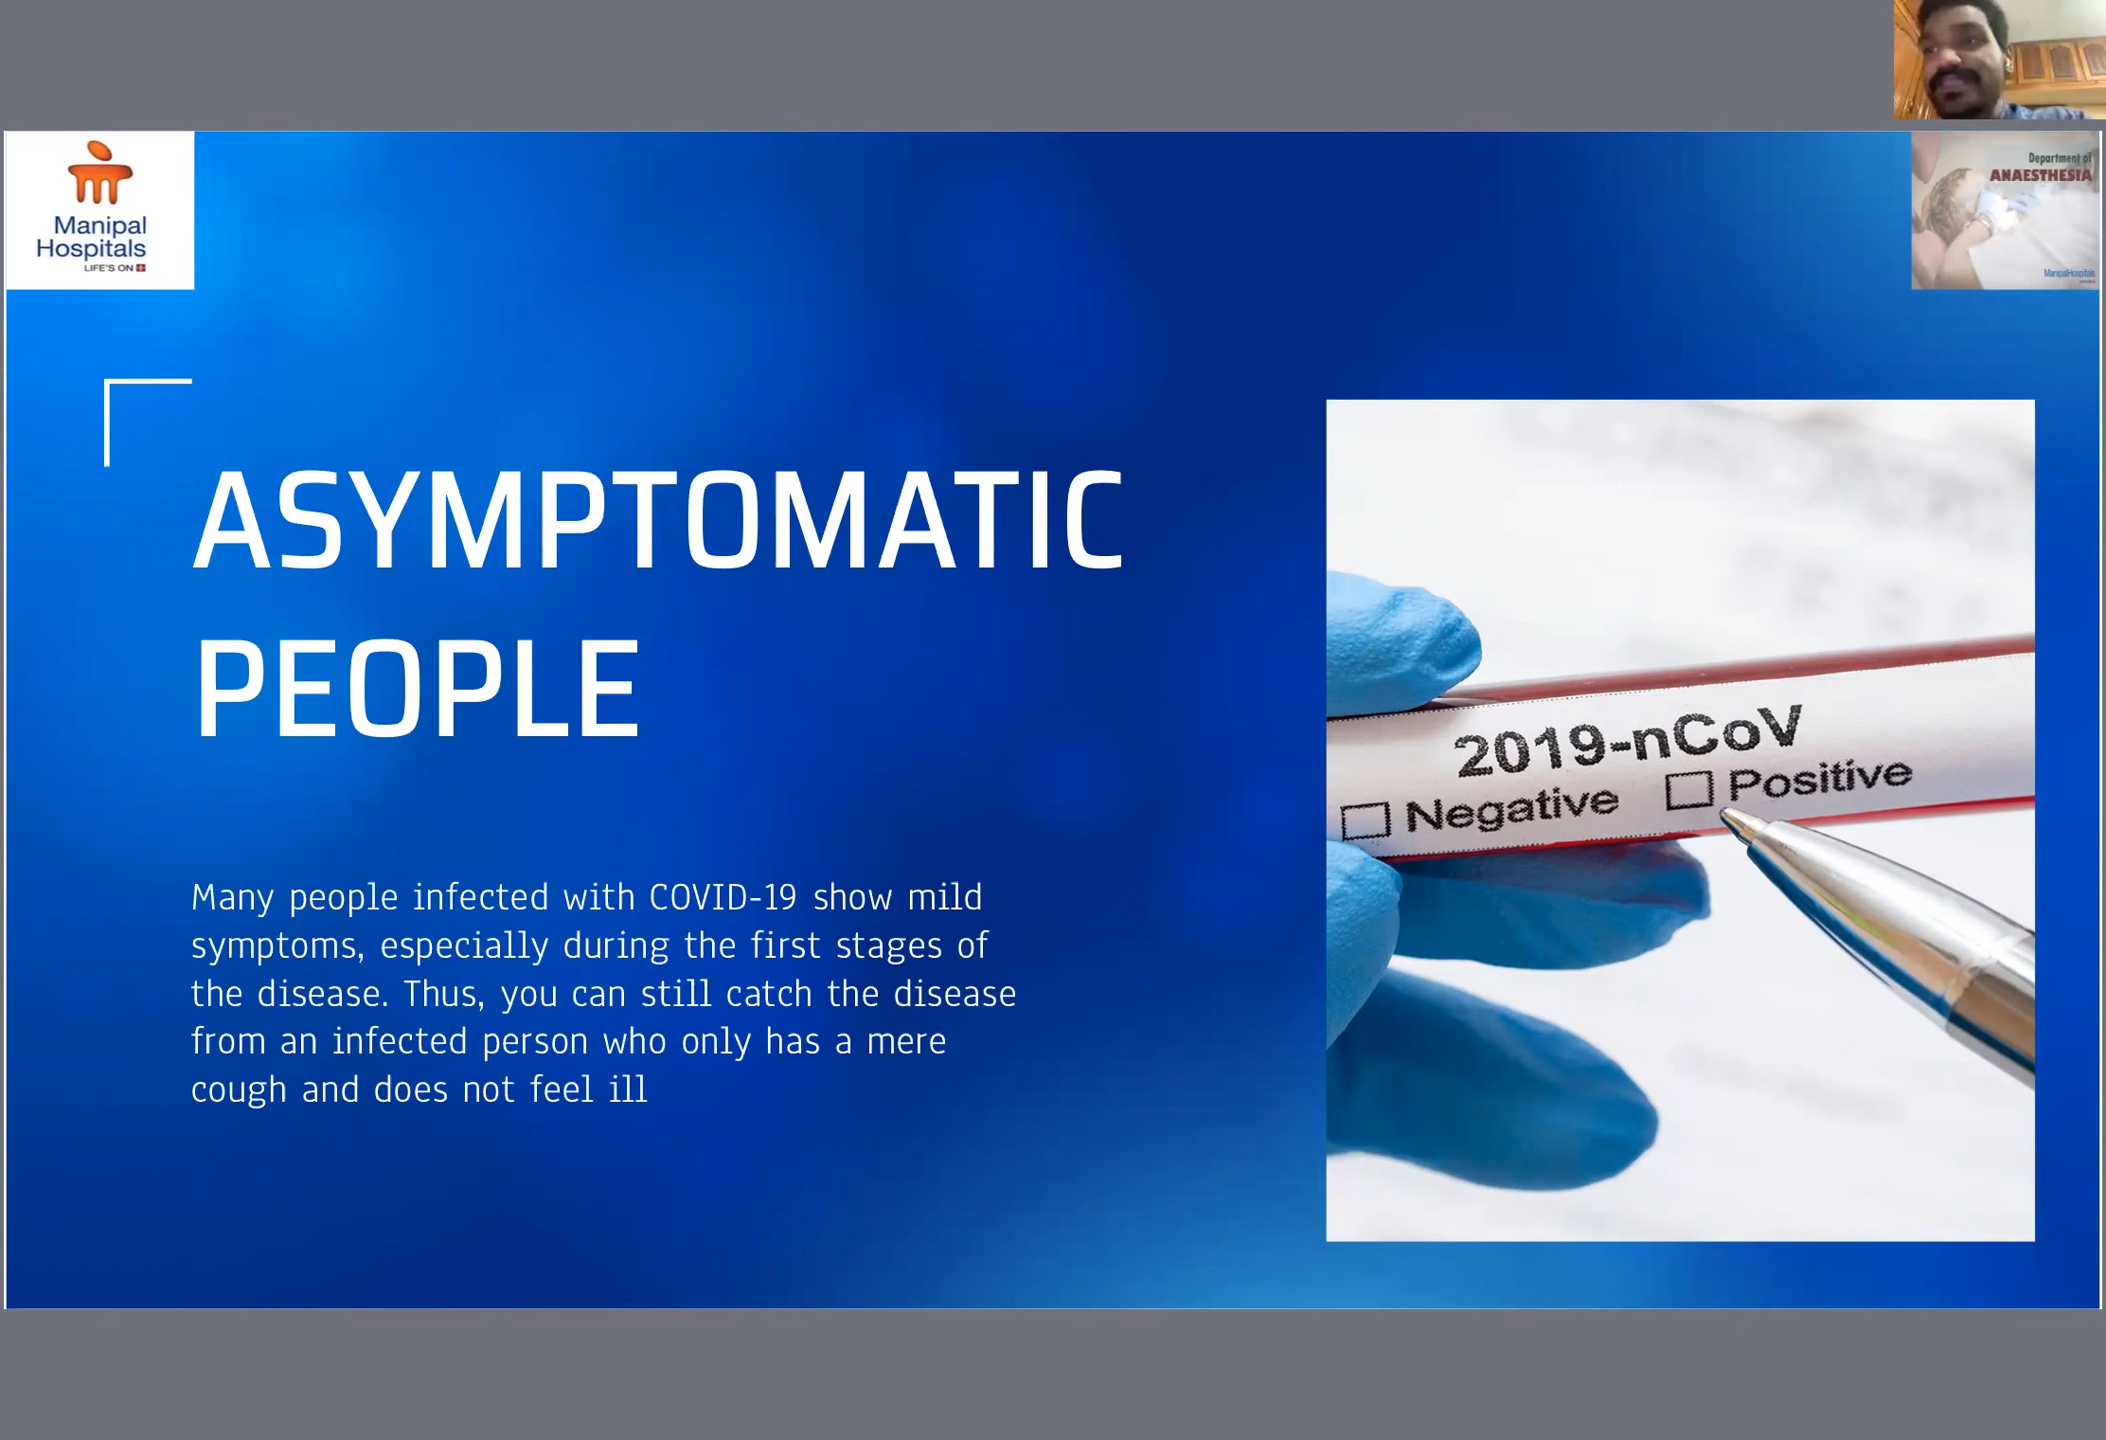 Manipal
Hospitals
LIFE'S ON
Department of
ANAESTHESIA
ManipalHospitals
ASYMPTOMATIC
PEOPLE
Many people infected with COVID-19 show mild
symptoms, especially during the first stages of
the disease. Thus, you can still catch the disease
from an infected person who only has a mere
cough and does not feel ill
2019-nCoV
Negative Positive